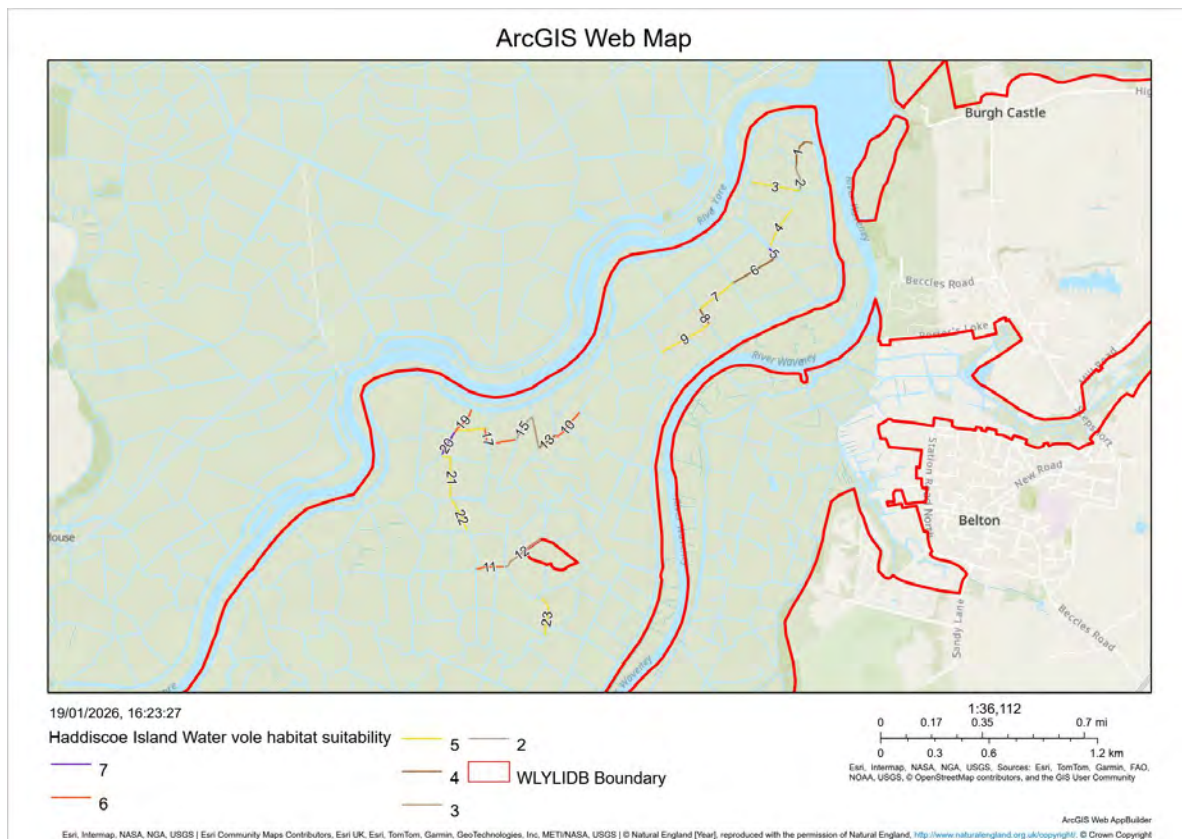 ArcGIS Web Map
Burgh Castle
1
2
3
River Waveney
4
5
6
Beccles Road
7
8
9
River Waveney
Mill Road
19
15
10
20
17
13
Station Road North
New Road
21
22
Belton
House
12
11
23
Sandy Lane
Beccles Road
19/01/2026, 16:23:27
Haddiscoe Island Water vole habitat suitability
7
6
5
4
3
2
WLYLIDB Boundary
1:36,112
0 0.17 0.35 0.7 mi
0 0.3 0.6 1.2 km
Esri, Intermap, NASA, NGA, USGS, Sources: Esri, TomTom, Garmin, FAO,
NOAA, USGS, © OpenStreetMap contributors, and the GIS User Community
ArcGIS Web AppBuilder
Esri, Intermap, NASA, NGA, USGS | Esri Community Maps Contributors, Esri UK, Esri, TomTom, Garmin, GeoTechnologies, Inc, METI/NASA, USGS | © Natural England [Year], reproduced with the permission of Natural England, http://www.naturalengland.org.uk/copyright/. © Crown Copyright